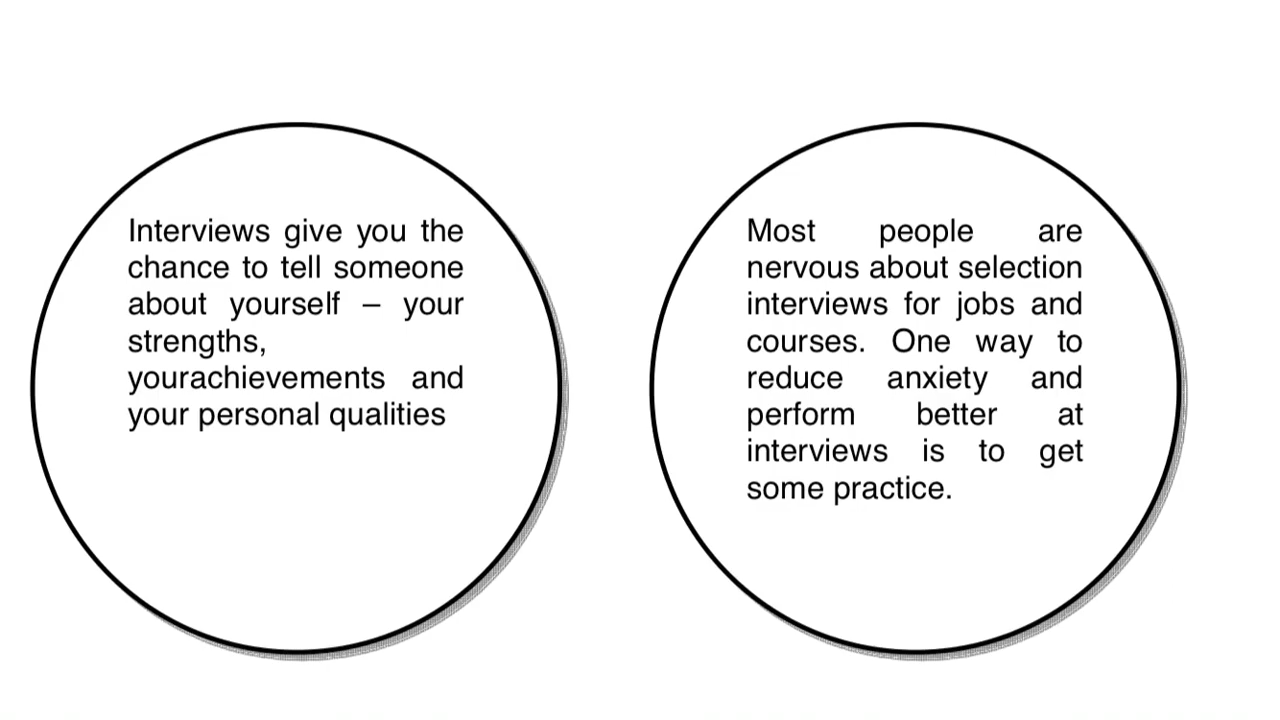 Interviews give you the
chance to tell someone
about yourself – your
strengths,
yourachievements and
your personal qualities
Most people are
nervous about selection
interviews for jobs and
courses. One way to
reduce anxiety and
perform better at
interviews is to get
some practice.